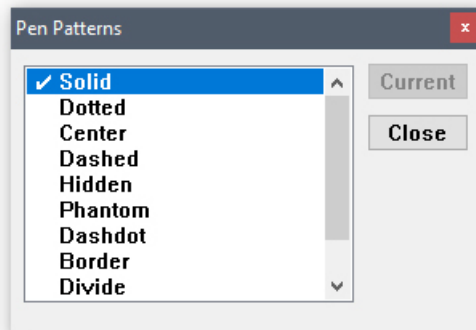 Pen Patterns
x
✓ Solid
Dotted
Center
Dashed
Hidden
Phantom
Dashdot
Border
Divide
Current
Close